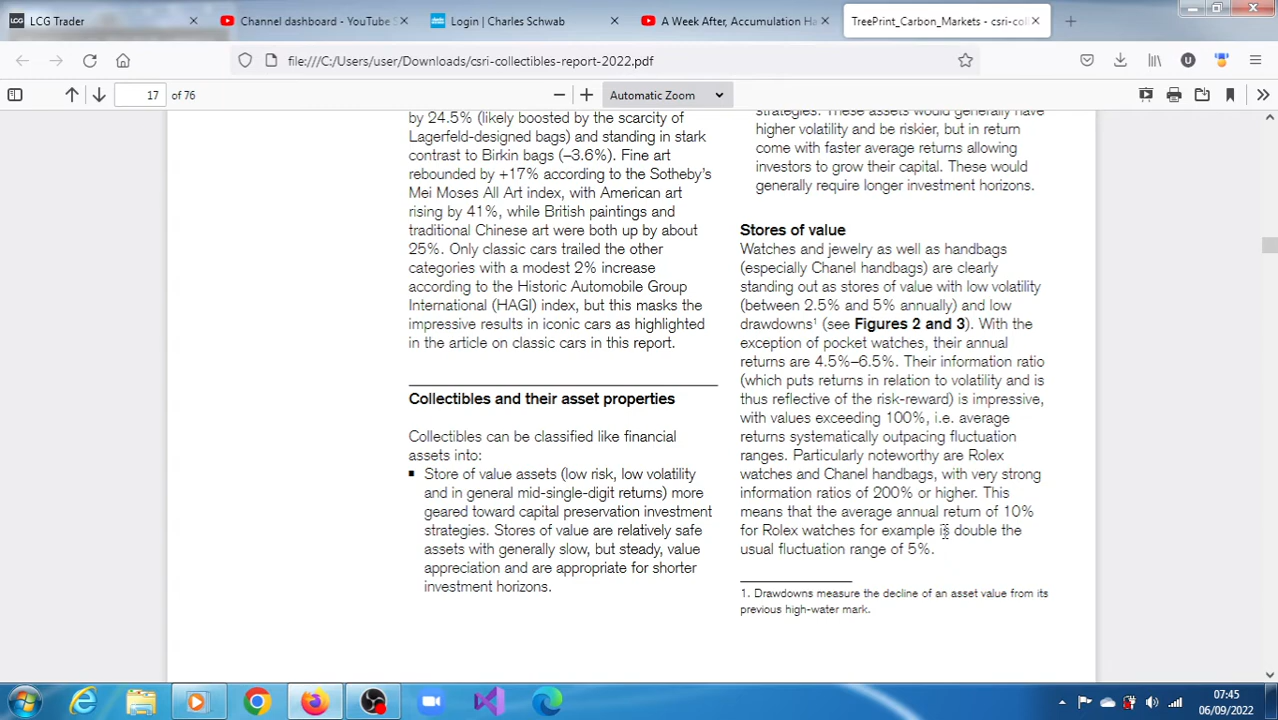 LCG Trader
Channel dashboard - YouTube S
Login | Charles Schwab
A Week After, Accumulation Ha
TreePrint_Carbon_Markets - csri-coll
file:///C:/Users/user/Downloads/csri-collectibles-report-2022.pdf
17 of 76
Automatic Zoom
by 24.5% (likely boosted by the scarcity of
Lagerfeld-designed bags) and standing in stark
contrast to Birkin bags (–3.6%). Fine art
rebounded by +17% according to the Sotheby's
Mei Moses All Art index, with American art
rising by 41%, while British paintings and
traditional Chinese art were both up by about
25%. Only classic cars trailed the other
categories with a modest 2% increase
according to the Historic Automobile Group
International (HAGI) index, but this masks the
impressive results in iconic cars as highlighted
in the article on classic cars in this report.
Collectibles and their asset properties
Collectibles can be classified like financial
assets into:
▪ Store of value assets (low risk, low volatility
and in general mid-single-digit returns) more
geared toward capital preservation investment
strategies. Stores of value are relatively safe
assets with generally slow, but steady, value
appreciation and are appropriate for shorter
investment horizons.
strategies. These assets would generally have
higher volatility and be riskier, but in return
come with faster average returns allowing
investors to grow their capital. These would
generally require longer investment horizons.
Stores of value
Watches and jewelry as well as handbags
(especially Chanel handbags) are clearly
standing out as stores of value with low volatility
(between 2.5% and 5% annually) and low
drawdowns¹ (see Figures 2 and 3). With the
exception of pocket watches, their annual
returns are 4.5%–6.5%. Their information ratio
(which puts returns in relation to volatility and is
thus reflective of the risk-reward) is impressive,
with values exceeding 100%, i.e. average
returns systematically outpacing fluctuation
ranges. Particularly noteworthy are Rolex
watches and Chanel handbags, with very strong
information ratios of 200% or higher. This
means that the average annual return of 10%
for Rolex watches for example is double the
usual fluctuation range of 5%.
1. Drawdowns measure the decline of an asset value from its
previous high-water mark.
07:45
06/09/2022